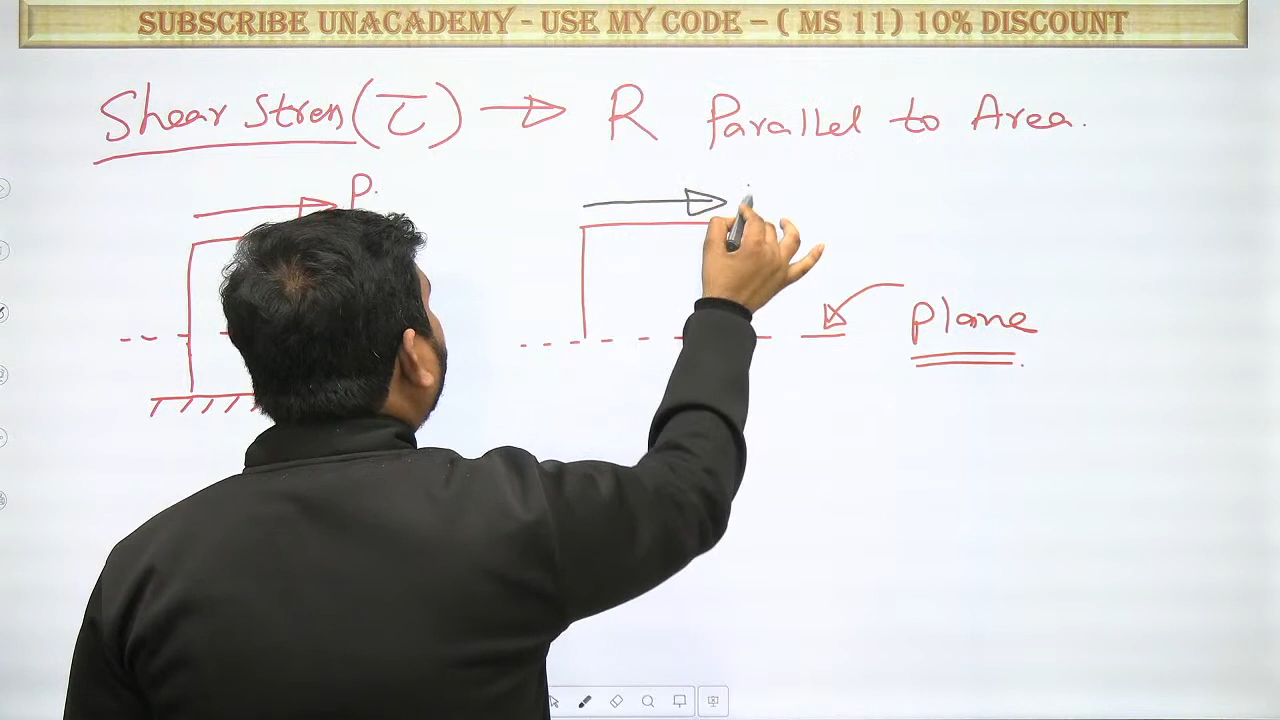 SUBSCRIBE UNACADEMY - USE MY CODE – ( MS 11) 10% DISCOUNT
Shear Stress (τ) → R Parallel to Area.
P.
Plane